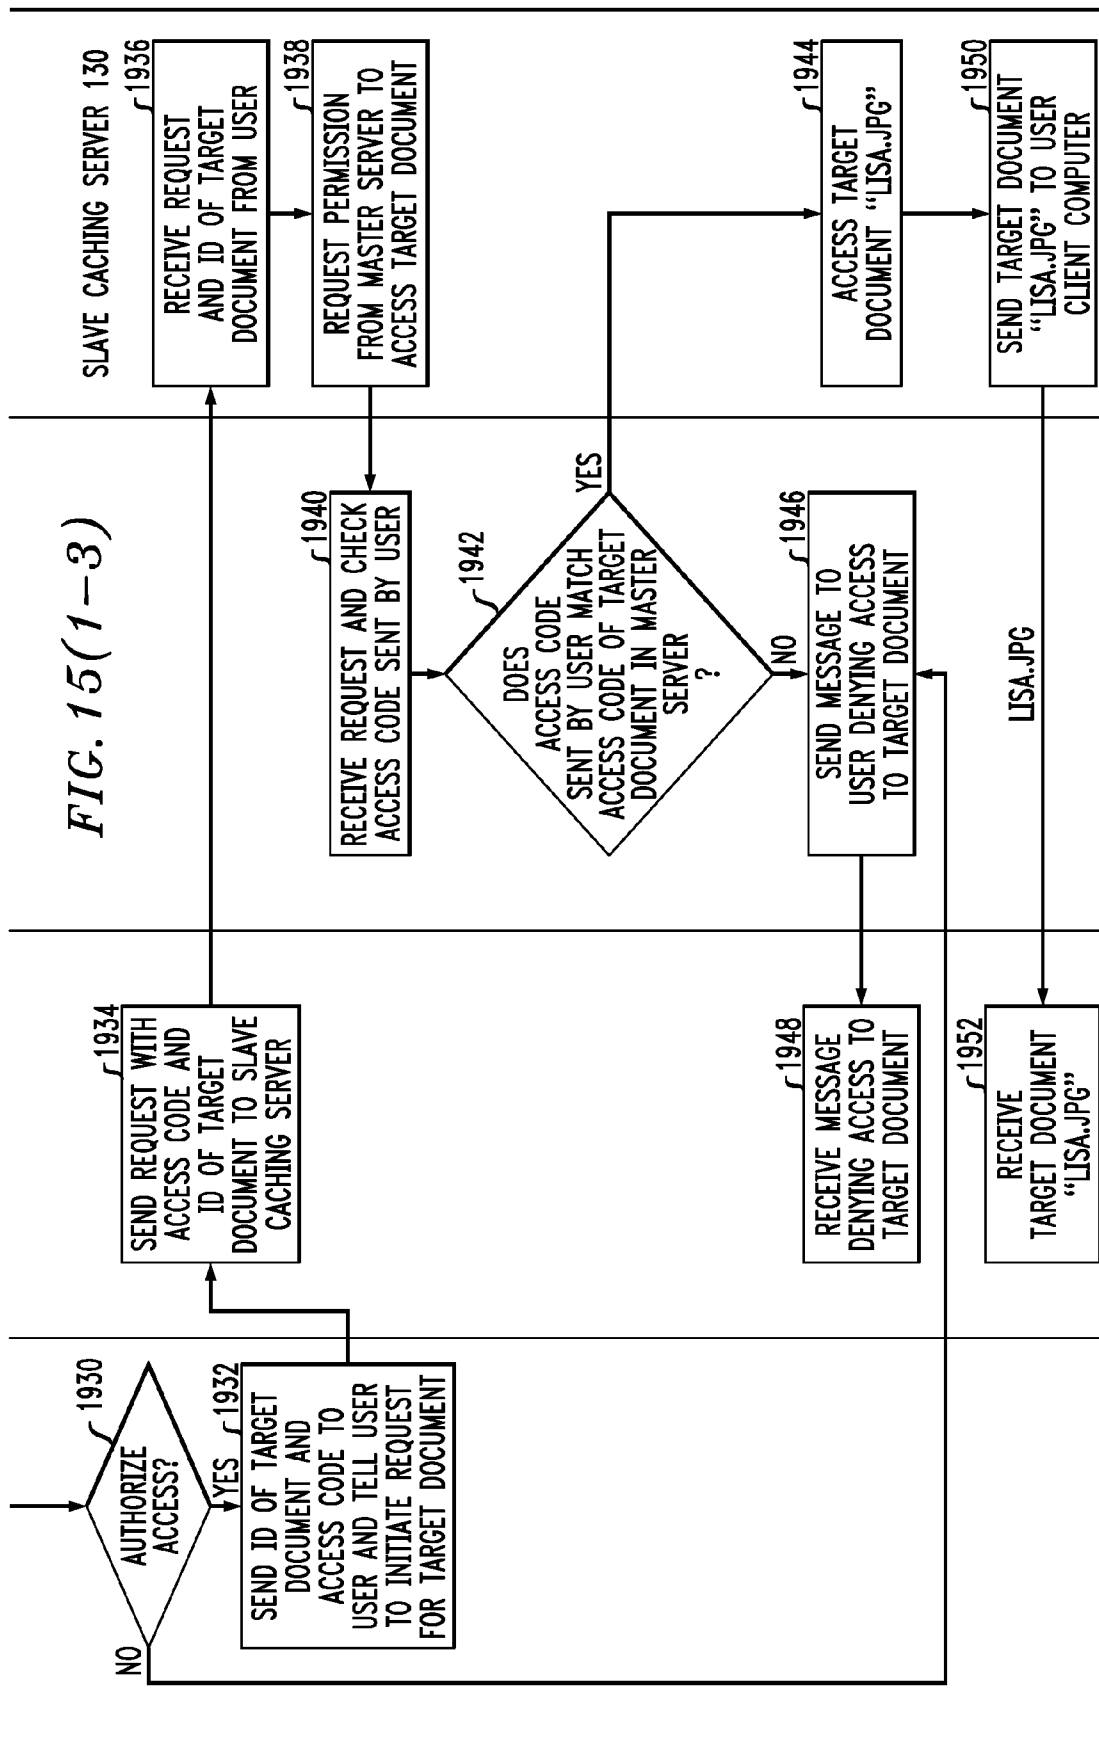 FIG. 15(1-3)
SLAVE CACHING SERVER 130
1930
AUTHORIZE
ACCESS?
NO
YES
1932
SEND ID OF TARGET
DOCUMENT AND
ACCESS CODE TO
USER AND TELL USER
TO INITIATE REQUEST
FOR TARGET DOCUMENT
1934
SEND REQUEST WITH
ACCESS CODE AND
ID OF TARGET
DOCUMENT TO SLAVE
CACHING SERVER
1936
RECEIVE REQUEST
AND ID OF TARGET
DOCUMENT FROM USER
1938
REQUEST PERMISSION
FROM MASTER SERVER TO
ACCESS TARGET DOCUMENT
1940
RECEIVE REQUEST AND CHECK
ACCESS CODE SENT BY USER
1942
DOES
ACCESS CODE
SENT BY USER MATCH
ACCESS CODE OF TARGET
DOCUMENT IN MASTER
SERVER
?
YES
NO
1944
ACCESS TARGET
DOCUMENT “LISA.JPG”
1946
SEND MESSAGE TO
USER DENYING ACCESS
TO TARGET DOCUMENT
1948
RECEIVE MESSAGE
DENYING ACCESS TO
TARGET DOCUMENT
1950
SEND TARGET DOCUMENT
“LISA.JPG” TO USER
CLIENT COMPUTER
LISA.JPG
1952
RECEIVE
TARGET DOCUMENT
“LISA.JPG”